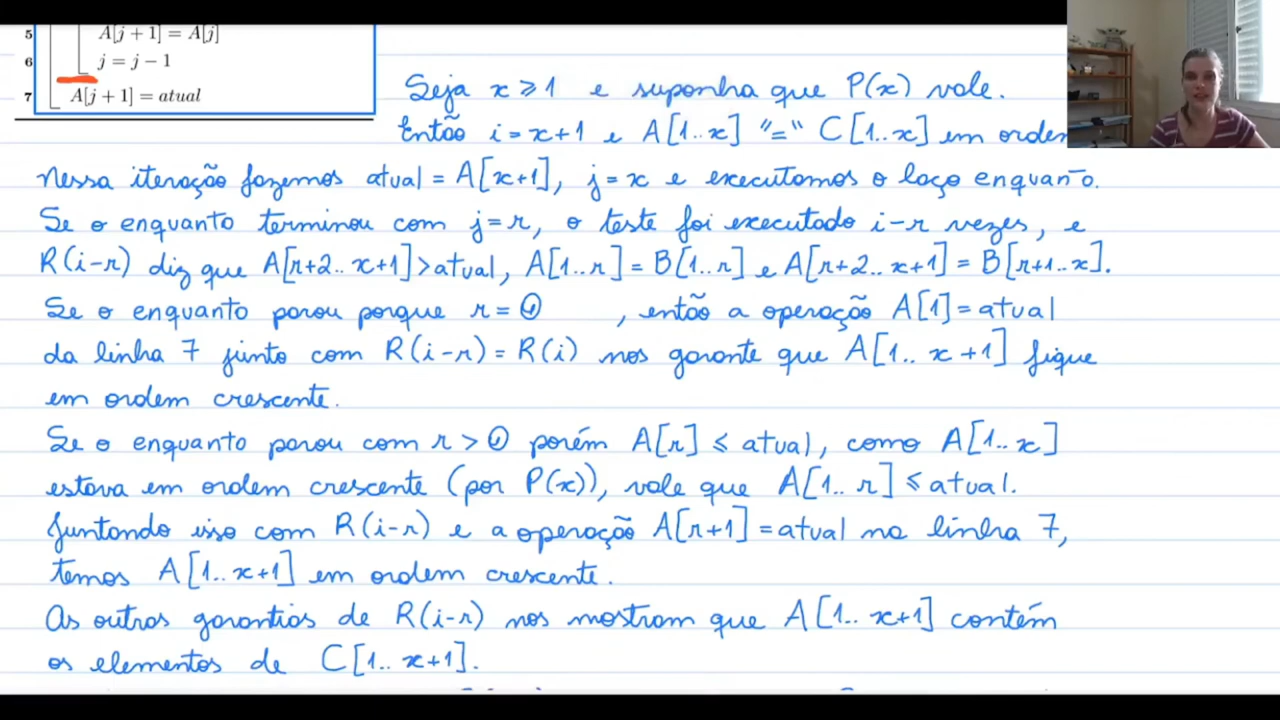 5 A[j + 1] = A[j]
6 j = j − 1
7 A[j + 1] = atual
Seja x ⩾ 1 e suponha que P(x) vale.
Então i = x+1 e A[1..x] "=" C[1..x] em ordem
Nessa iteração fazemos atual = A[x+1], j = x e executamos o laço enquanto.
Se o enquanto terminou com j = r, o teste foi executado i-r vezes, e
R(i-r) diz que A[r+2..x+1] > atual, A[1..r] = B[1..r] e A[r+2..x+1] = B[r+1..x].
Se o enquanto parou porque r = 0 , então a operação A[1] = atual
da linha 7 junto com R(i-r) = R(i) nos garante que A[1..x+1] fique
em ordem crescente.
Se o enquanto parou com r > 0 porém A[r] ⩽ atual, como A[1..x]
estava em ordem crescente (por P(x)), vale que A[1..r] ⩽ atual.
Juntando isso com R(i-r) e a operação A[r+1] = atual na linha 7,
temos A[1..x+1] em ordem crescente.
As outras garantias de R(i-r) nos mostram que A[1..x+1] contém
os elementos de C[1..x+1].